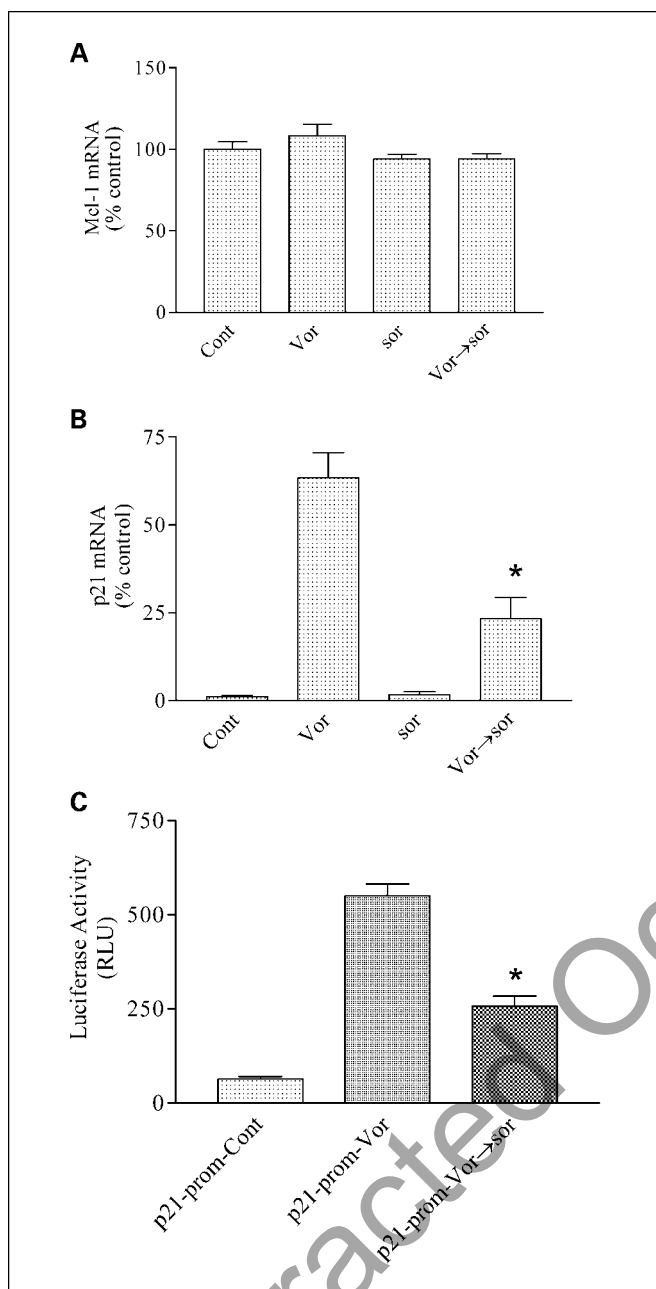 A
150
100
50
0
Mcl-1 mRNA
(% control)
Cont
Vor
sor
Vor→sor
B
75
50
25
0
p21 mRNA
(% control)
*
Cont
Vor
sor
Vor→sor
C
750
500
250
0
Luciferase Activity
(RLU)
*
p21-prom-Cont
p21-prom-Vor
p21-prom-Vor→sor